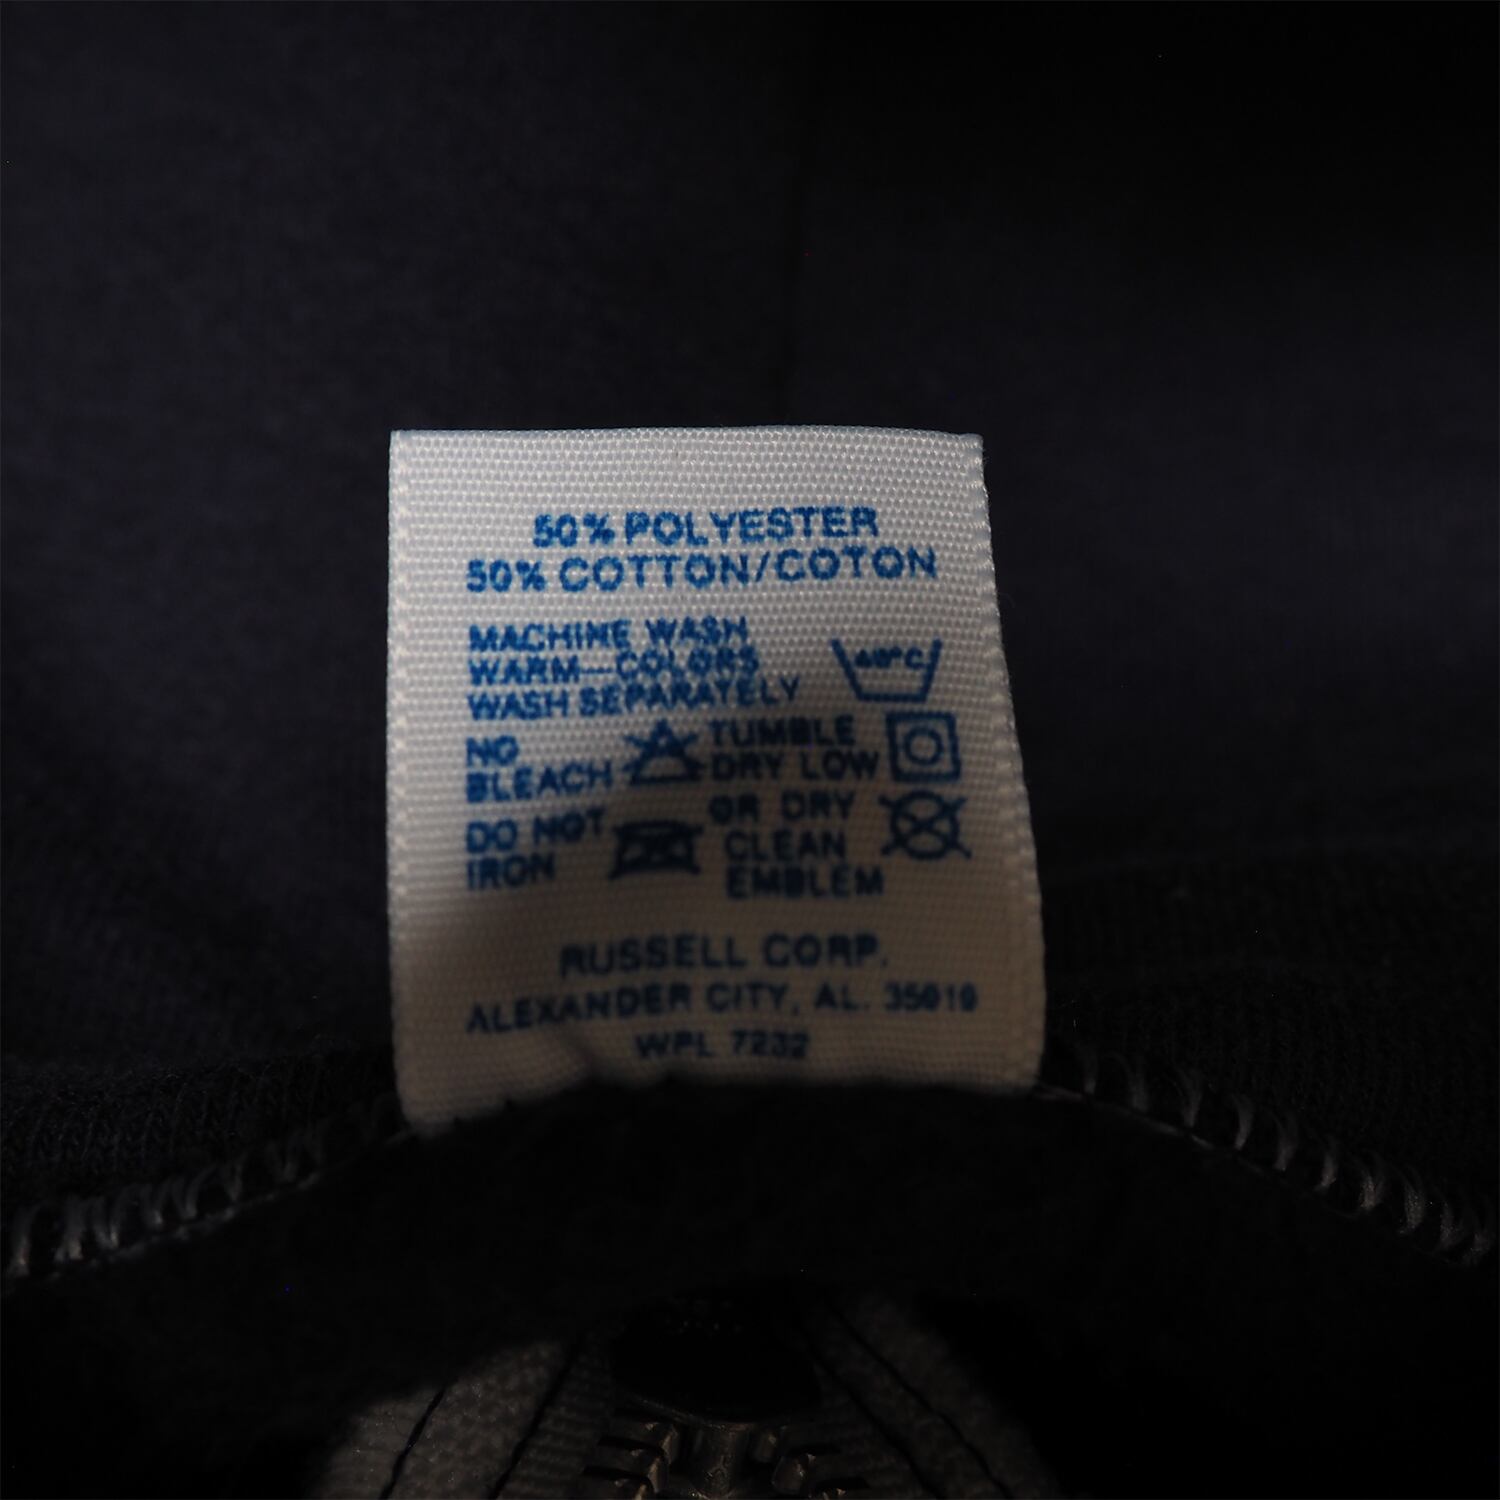 50% POLYESTER
50% COTTON/COTON
MACHINE WASH
WARM—COLORS
WASH SEPARATELY
40°C
NO
BLEACH
TUMBLE
DRY LOW
DO NOT
IRON
OR DRY
CLEAN
EMBLEM
RUSSELL CORP.
ALEXANDER CITY, AL. 35010
WPL 7232